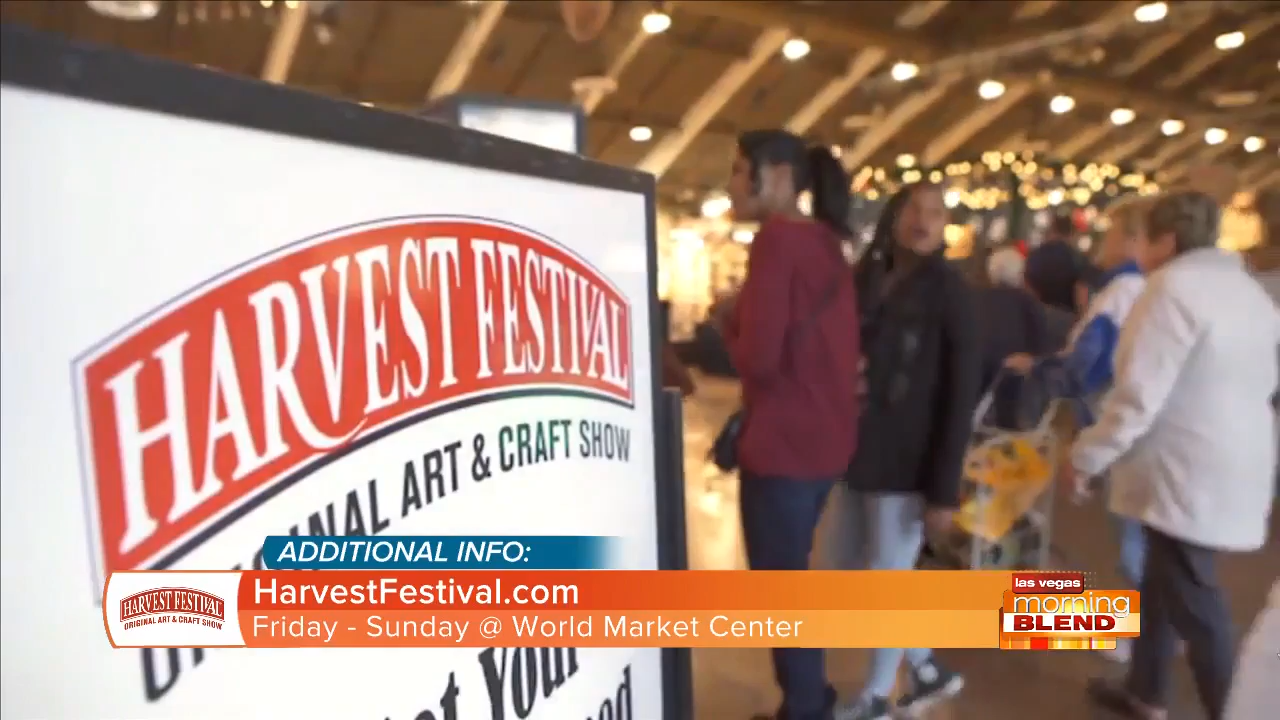 HARVEST FESTIVAL
ART & CRAFT SHOW
ADDITIONAL INFO:
HARVEST FESTIVAL
ORIGINAL ART & CRAFT SHOW
HarvestFestival.com
Friday - Sunday @ World Market Center
las vegas
morning
BLEND
Your